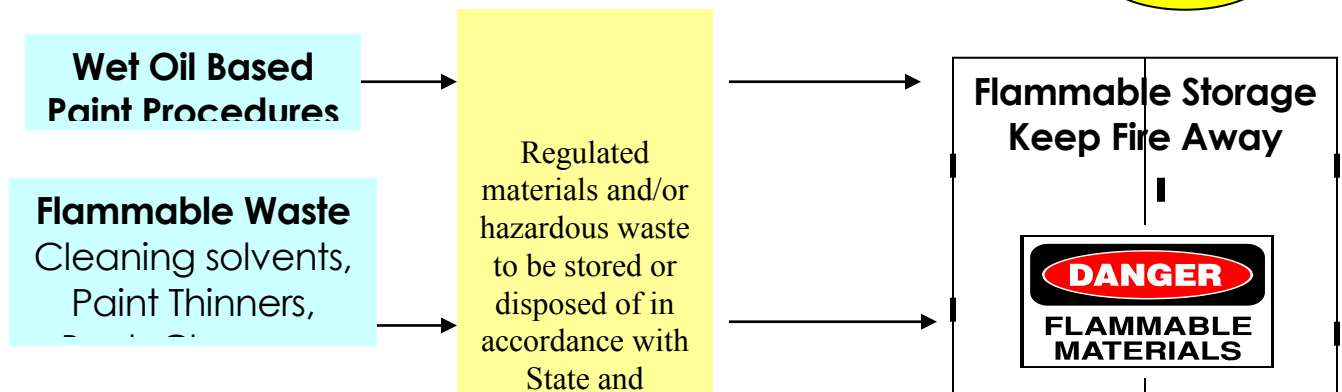 Wet Oil Based
Paint Procedures
Flammable Waste
Cleaning solvents,
Paint Thinners,
Regulated
materials and/or
hazardous waste
to be stored or
disposed of in
accordance with
State and
Flammable Storage
Keep Fire Away
DANGER
FLAMMABLE
MATERIALS